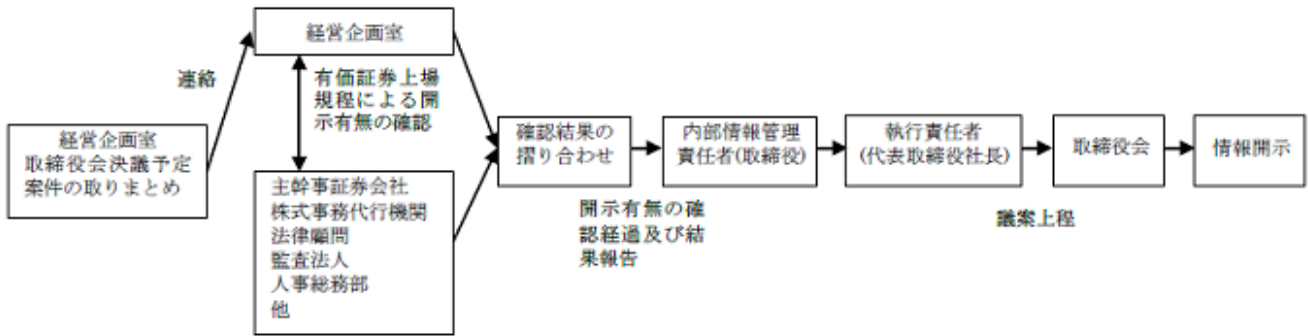 経営企画室
取締役会決議予定
案件の取りまとめ
連絡
経営企画室
有価証券上場
規程による開
示有無の確認
主幹事証券会社
株式事務代行機関
法律顧問
監査法人
人事総務部
他
確認結果の
摺り合わせ
内部情報管理
責任者(取締役)
開示有無の確
認経過及び結
果報告
執行責任者
(代表取締役社長)
議案上程
取締役会
情報開示